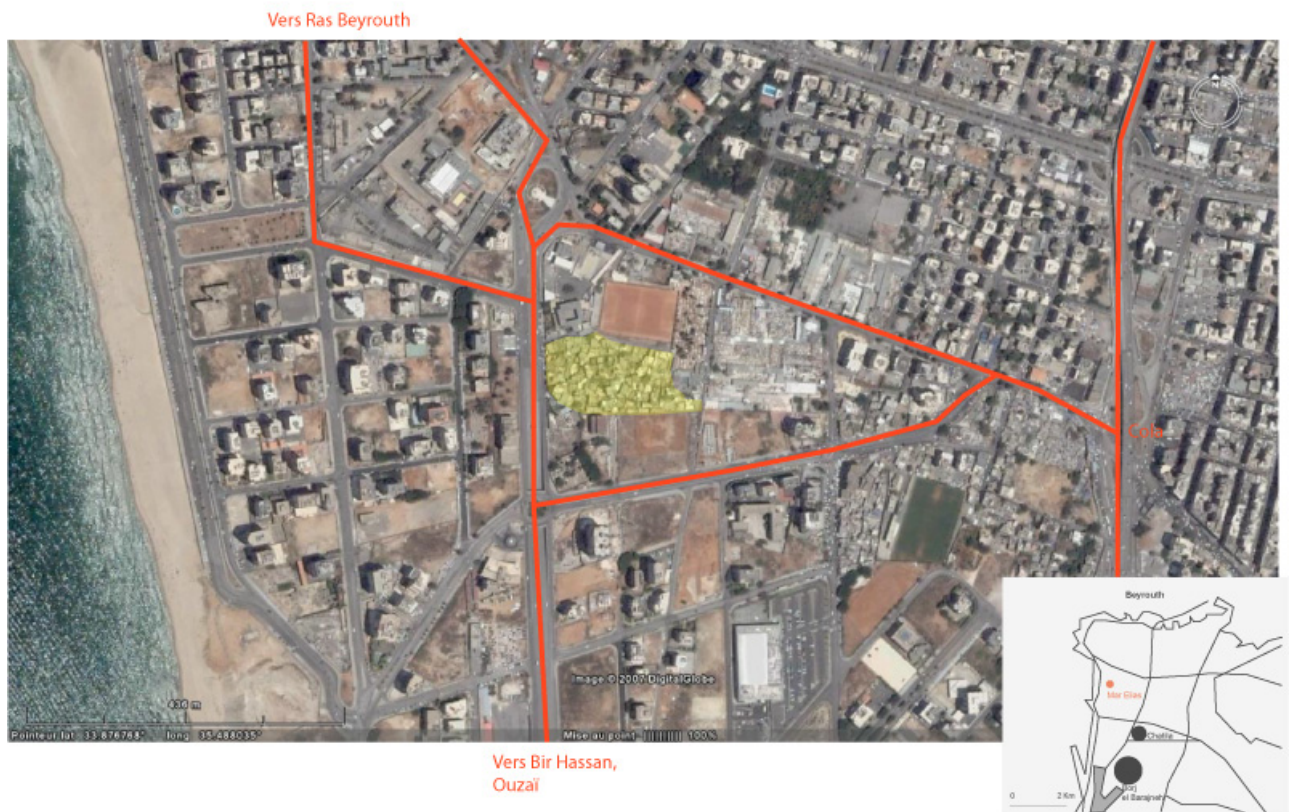 Vers Ras Beyrouth
Cola
Image © 2007 DigitalGlobe
436 m
Pointeur lat 33.876768° long 35.488035°
Mise au point 100%
Vers Bir Hassan,
Ouzaï
Beyrouth
Mar Elias
Chatila
Borj
el Barajneh
0 2 Km